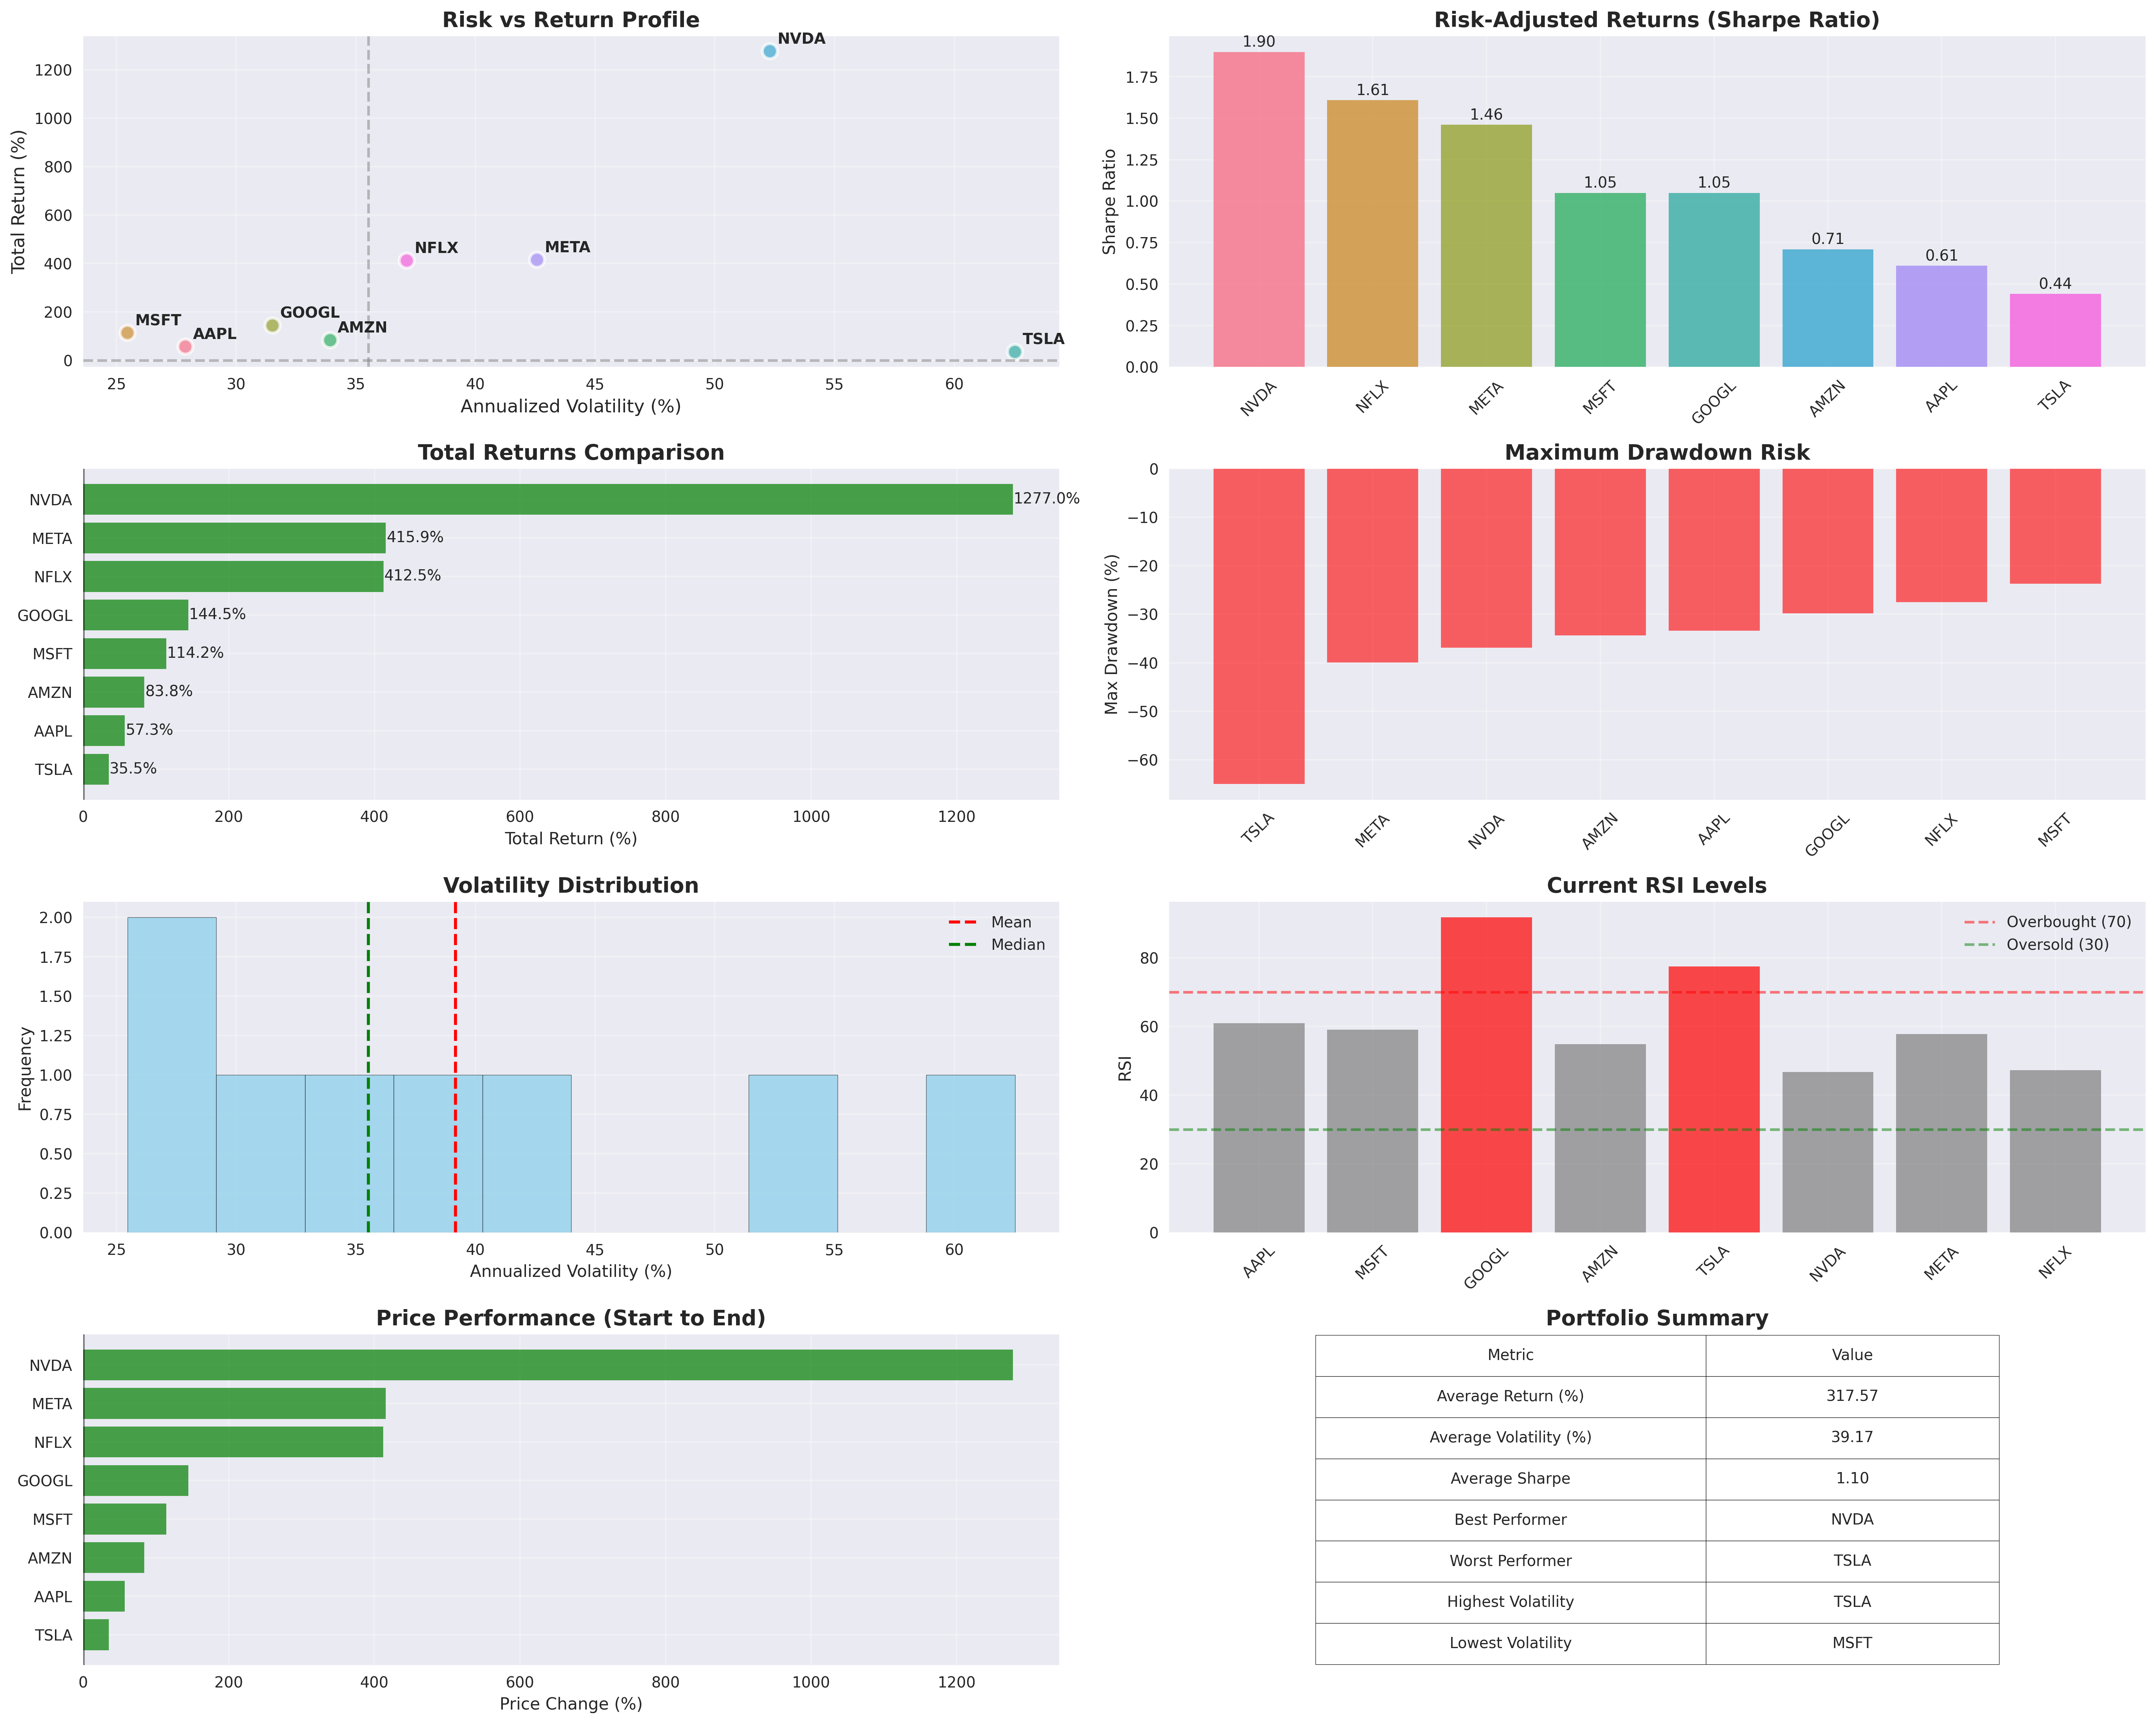 Risk vs Return Profile
Total Return (%)
1200
1000
800
600
400
200
0
NVDA
NFLX
META
MSFT
AAPL
GOOGL
AMZN
TSLA
25 30 35 40 45 50 55 60
Annualized Volatility (%)
Risk-Adjusted Returns (Sharpe Ratio)
Sharpe Ratio
1.75
1.50
1.25
1.00
0.75
0.50
0.25
0.00
1.90 1.61 1.46 1.05 1.05 0.71 0.61 0.44
NVDA NFLX META MSFT GOOGL AMZN AAPL TSLA
Total Returns Comparison
NVDA 1277.0%
META 415.9%
NFLX 412.5%
GOOGL 144.5%
MSFT 114.2%
AMZN 83.8%
AAPL 57.3%
TSLA 35.5%
0 200 400 600 800 1000 1200
Total Return (%)
Maximum Drawdown Risk
Max Drawdown (%)
0
−10
−20
−30
−40
−50
−60
TSLA META NVDA AMZN AAPL GOOGL NFLX MSFT
Volatility Distribution
Frequency
2.00
1.75
1.50
1.25
1.00
0.75
0.50
0.25
0.00
Mean
Median
25 30 35 40 45 50 55 60
Annualized Volatility (%)
Current RSI Levels
RSI
80
60
40
20
0
Overbought (70)
Oversold (30)
AAPL MSFT GOOGL AMZN TSLA NVDA META NFLX
Price Performance (Start to End)
NVDA
META
NFLX
GOOGL
MSFT
AMZN
AAPL
TSLA
0 200 400 600 800 1000 1200
Price Change (%)
Portfolio Summary
Metric Value
Average Return (%) 317.57
Average Volatility (%) 39.17
Average Sharpe 1.10
Best Performer NVDA
Worst Performer TSLA
Highest Volatility TSLA
Lowest Volatility MSFT